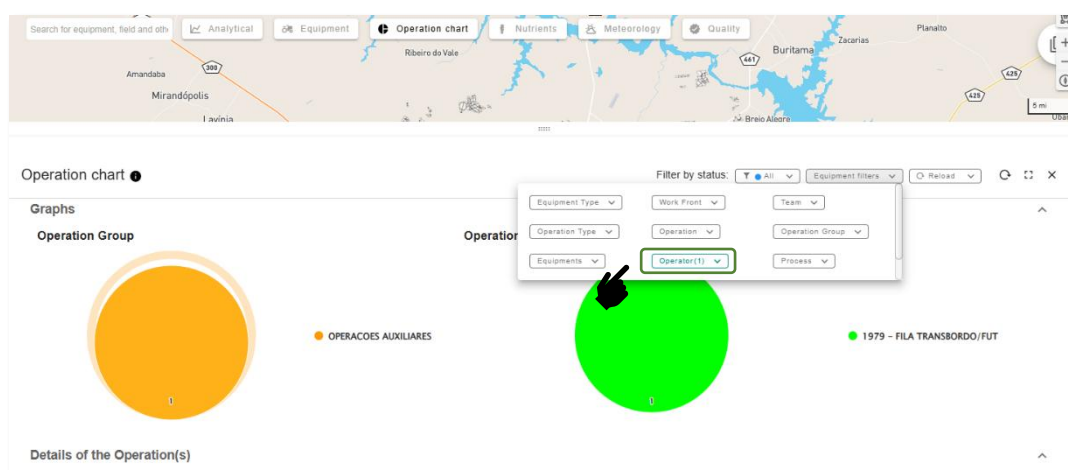 Search for equipment, field and oth
Analytical
Equipment
Operation chart
Nutrients
Meteorology
Quality
Planalto
Zacarias
Buritama
Ribeiro do Vale
461
300
Amandaba
425
Mirandópolis
425
5 mi
Lavínia
Brejo Alegre
Operation chart
Filter by status:
All
Equipment filters
Reload
Graphs
Equipment Type
Work Front
Team
Operation Group
Operation
Operation Type
Operation
Operation Group
Equipments
Operator(1)
Process
OPERACOES AUXILIARES
1979 - FILA TRANSBORDO/FUT
1
1
Details of the Operation(s)